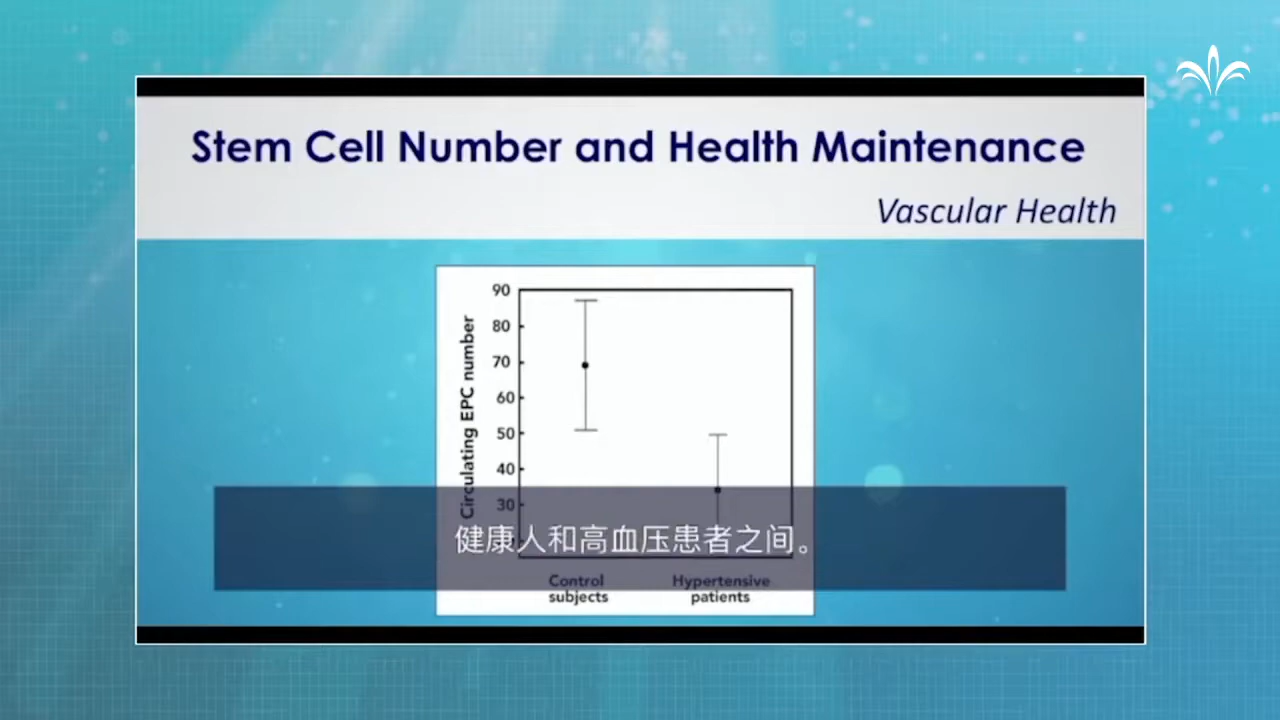 Stem Cell Number and Health Maintenance
Vascular Health
90
80
70
60
50
40
30
Circulating EPC number
Control
subjects
Hypertensive
patients
健康人和高血压患者之间。